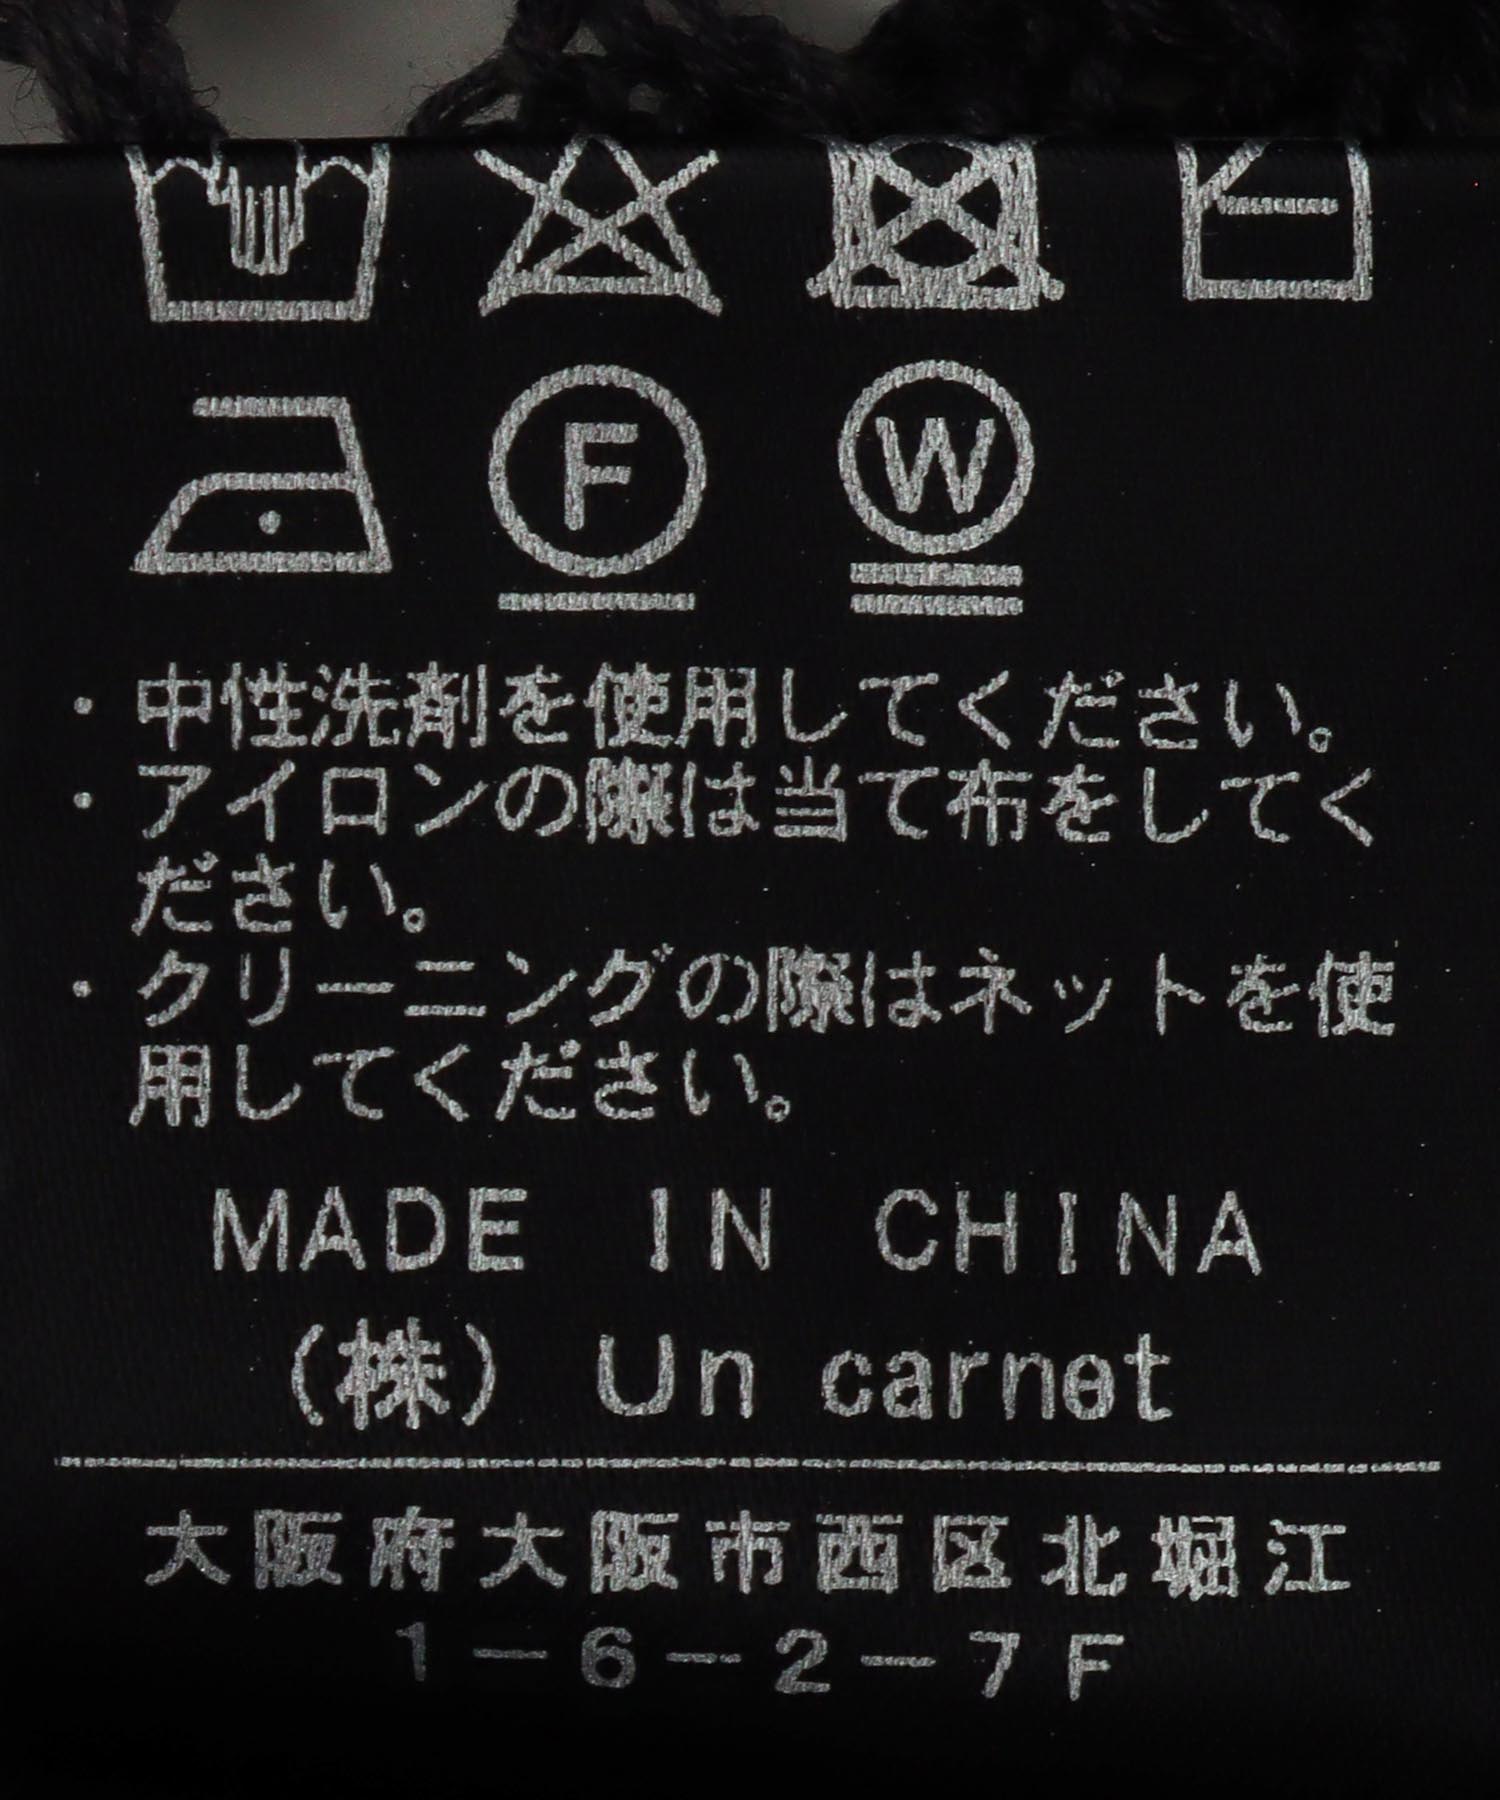 F W
・中性洗剤を使用してください。
・アイロンの際は当て布をしてく
ださい。
・クリーニングの際はネットを使
用してください。
MADE IN CHINA
(株) Un carnet
大阪府大阪市西区北堀江
1－6－2－7F